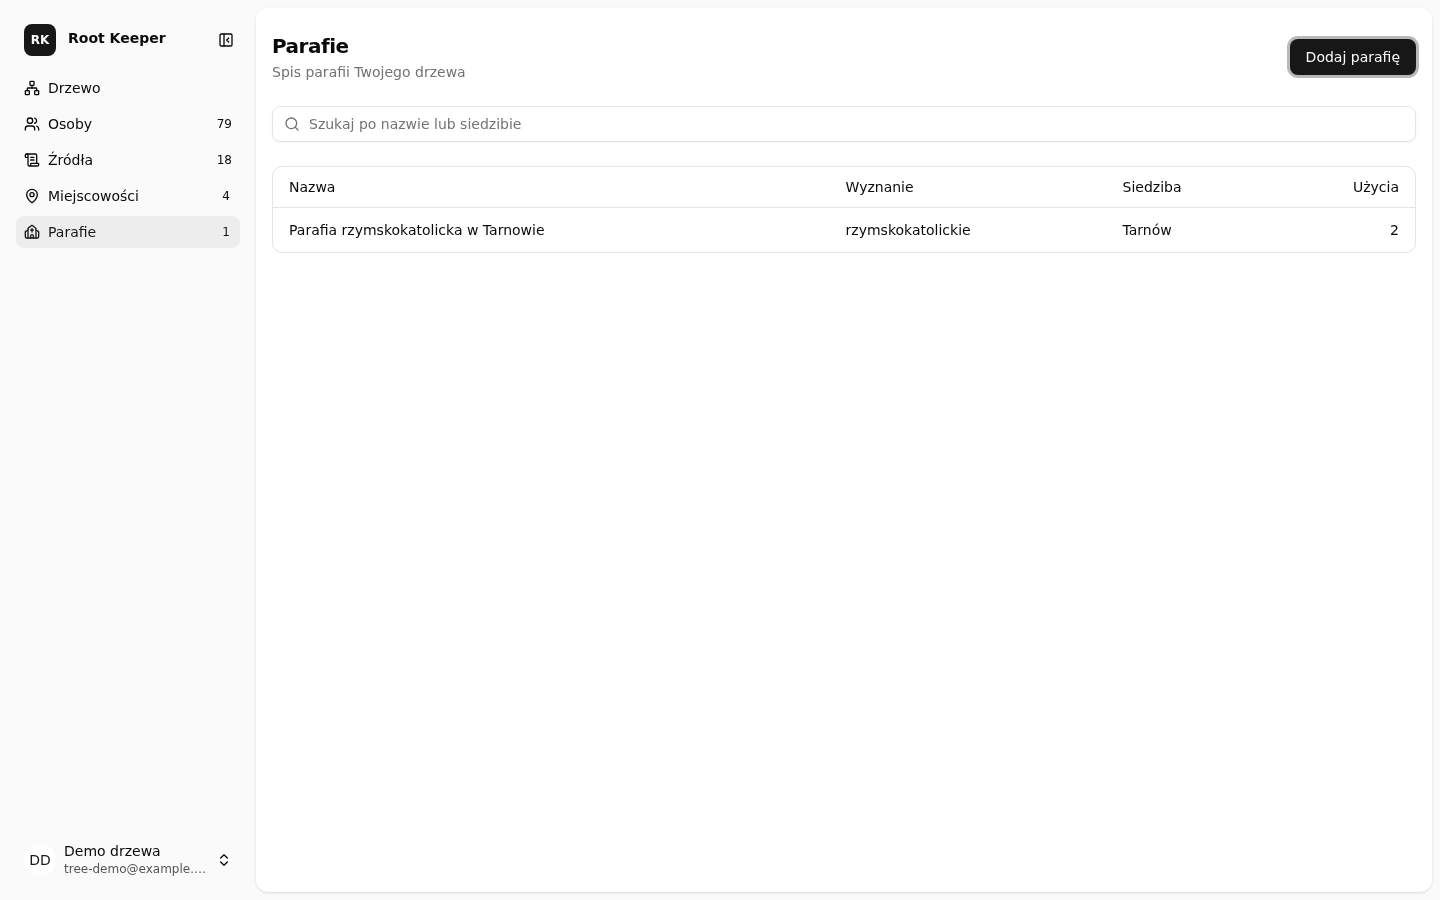 RK
Root Keeper
Drzewo
Osoby 79
Źródła 18
Miejscowości 4
Parafie 1
Parafie
Spis parafii Twojego drzewa
Dodaj parafię
Szukaj po nazwie lub siedzibie
Nazwa Wyznanie Siedziba Użycia
Parafia rzymskokatolicka w Tarnowie rzymskokatolickie Tarnów 2
DD
Demo drzewa
tree-demo@example....